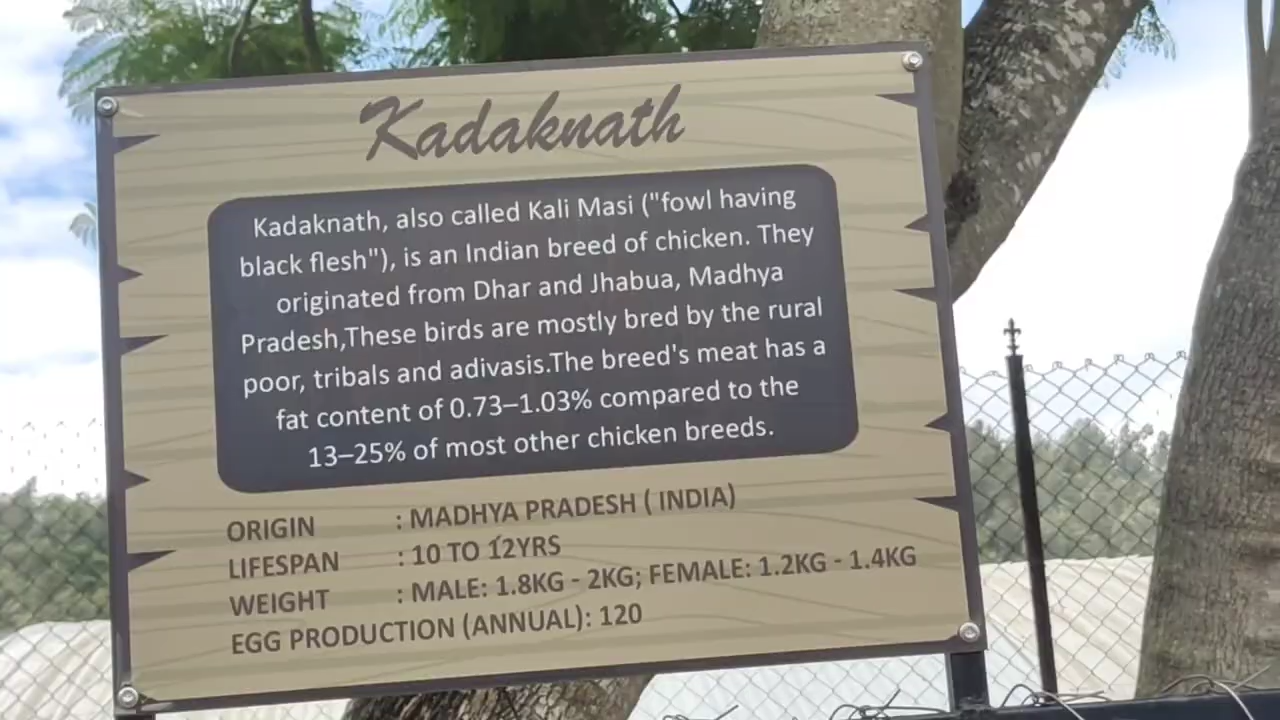 Kadaknath
Kadaknath, also called Kali Masi ("fowl having
black flesh"), is an Indian breed of chicken. They
originated from Dhar and Jhabua, Madhya
Pradesh,These birds are mostly bred by the rural
poor, tribals and adivasis.The breed's meat has a
fat content of 0.73–1.03% compared to the
13–25% of most other chicken breeds.
ORIGIN : MADHYA PRADESH ( INDIA)
LIFESPAN : 10 TO 12YRS
WEIGHT : MALE: 1.8KG - 2KG; FEMALE: 1.2KG - 1.4KG
EGG PRODUCTION (ANNUAL): 120